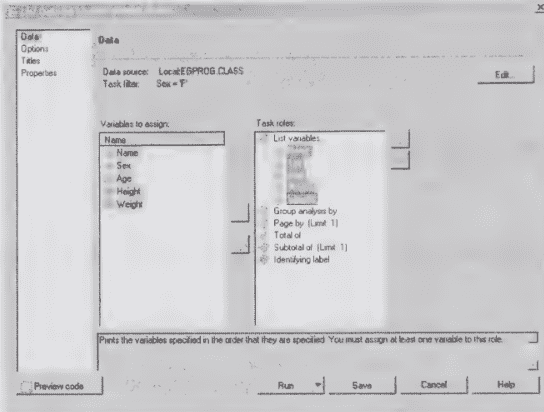 Data
Options
Titles
Properties
Data
Data source: Local:EGPROG.CLASS
Task filter: Sex = 'F'
Edit...
Variables to assign:
Name
Name
Sex
Age
Height
Weight
Task roles:
List variables
Group analysis by
Page by (Limit: 1)
Total of
Subtotal of (Limit: 1)
Identifying label
Prints the variables specified in the order that they are specified. You must assign at least one variable to this role.
Preview code
Run
Save
Cancel
Help